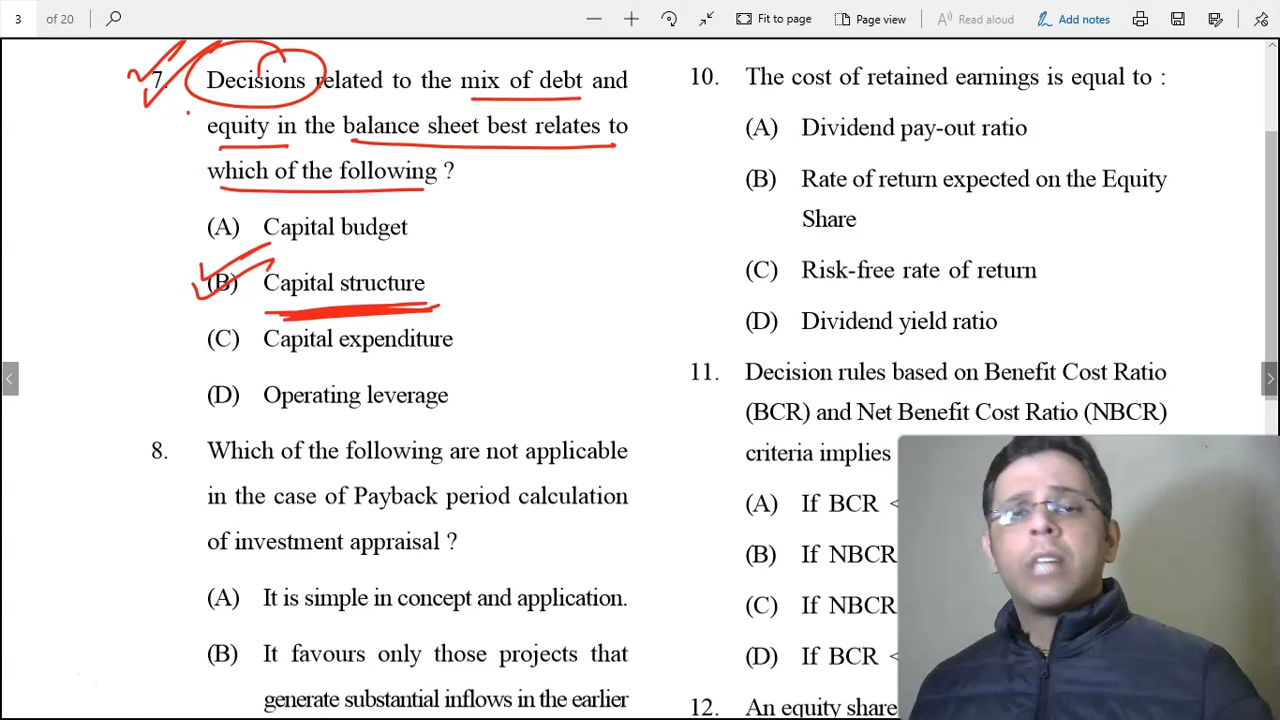 3 of 20 Fit to page Page view Read aloud Add notes
7. Decisions related to the mix of debt and
equity in the balance sheet best relates to
which of the following ?
(A) Capital budget
(B) Capital structure
(C) Capital expenditure
(D) Operating leverage
8. Which of the following are not applicable
in the case of Payback period calculation
of investment appraisal ?
(A) It is simple in concept and application.
(B) It favours only those projects that
generate substantial inflows in the earlier
10. The cost of retained earnings is equal to :
(A) Dividend pay-out ratio
(B) Rate of return expected on the Equity
Share
(C) Risk-free rate of return
(D) Dividend yield ratio
11. Decision rules based on Benefit Cost Ratio
(BCR) and Net Benefit Cost Ratio (NBCR)
criteria implies
(A) If BCR <
(B) If NBCR
(C) If NBCR
(D) If BCR <
12. An equity share